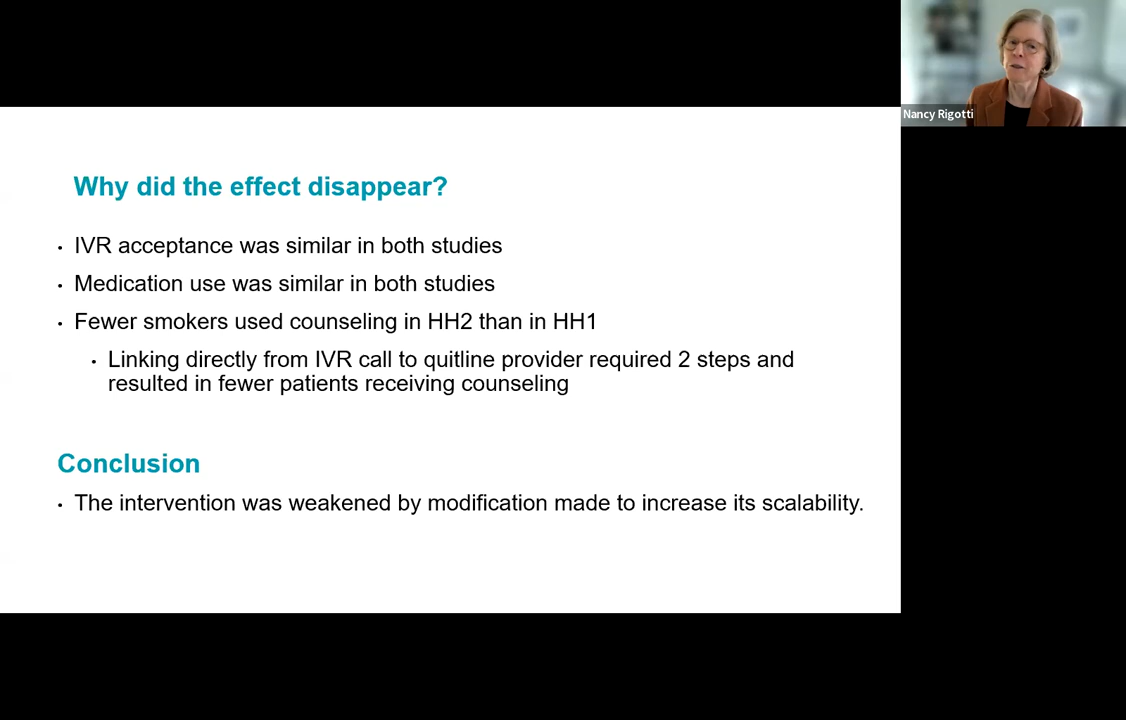 Nancy Rigotti
Why did the effect disappear?
• IVR acceptance was similar in both studies
• Medication use was similar in both studies
• Fewer smokers used counseling in HH2 than in HH1
• Linking directly from IVR call to quitline provider required 2 steps and
resulted in fewer patients receiving counseling
Conclusion
• The intervention was weakened by modification made to increase its scalability.